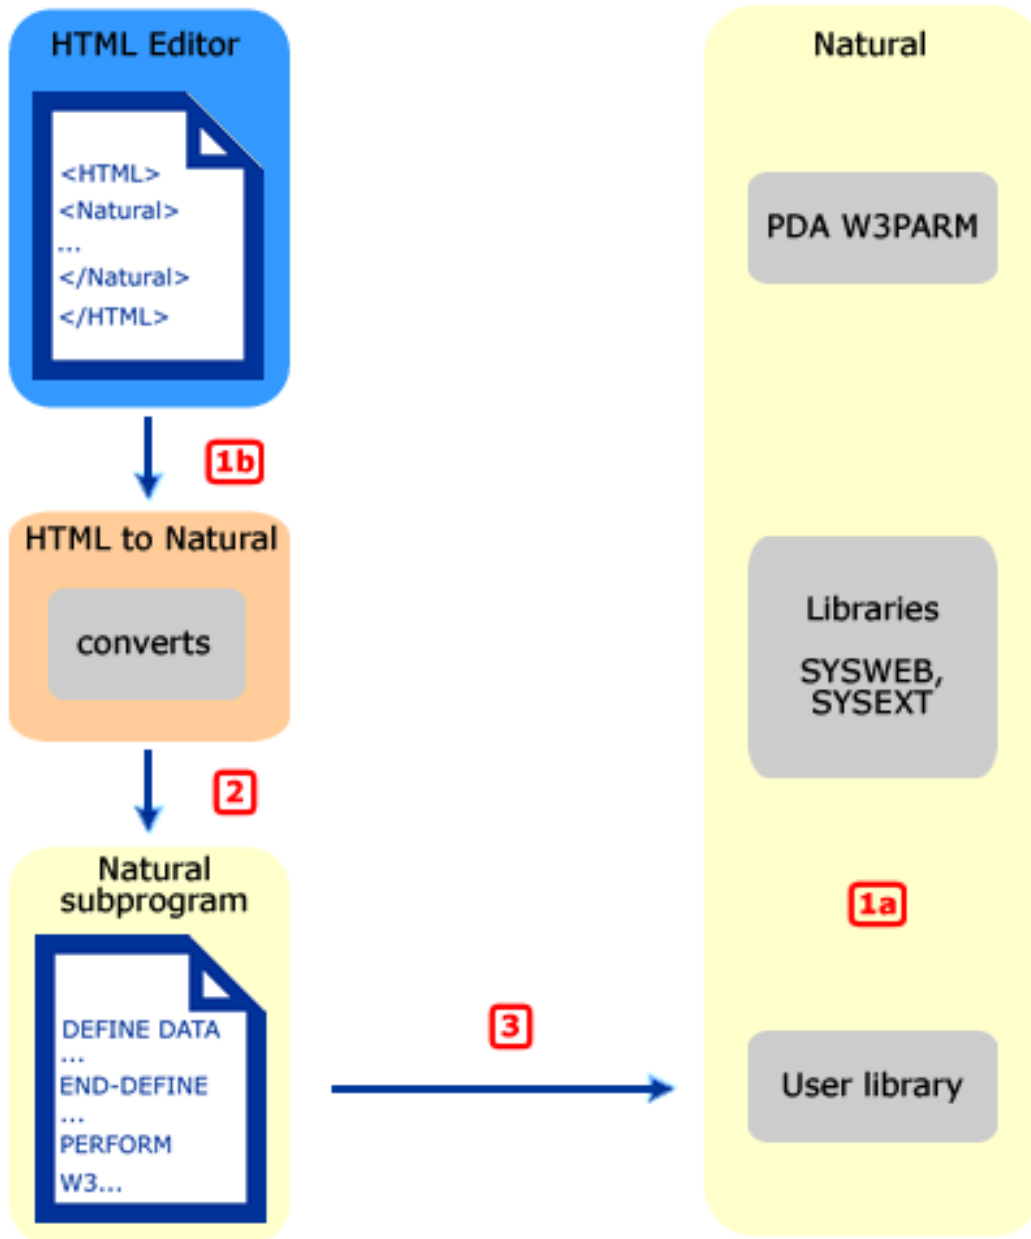 HTML Editor
<HTML>
<Natural>
...
</Natural>
</HTML>
1b
HTML to Natural
converts
2
Natural
subprogram
DEFINE DATA
...
END-DEFINE
...
PERFORM
W3...
3
Natural
PDA W3PARM
Libraries
SYSWEB,
SYSEXT
1a
User library